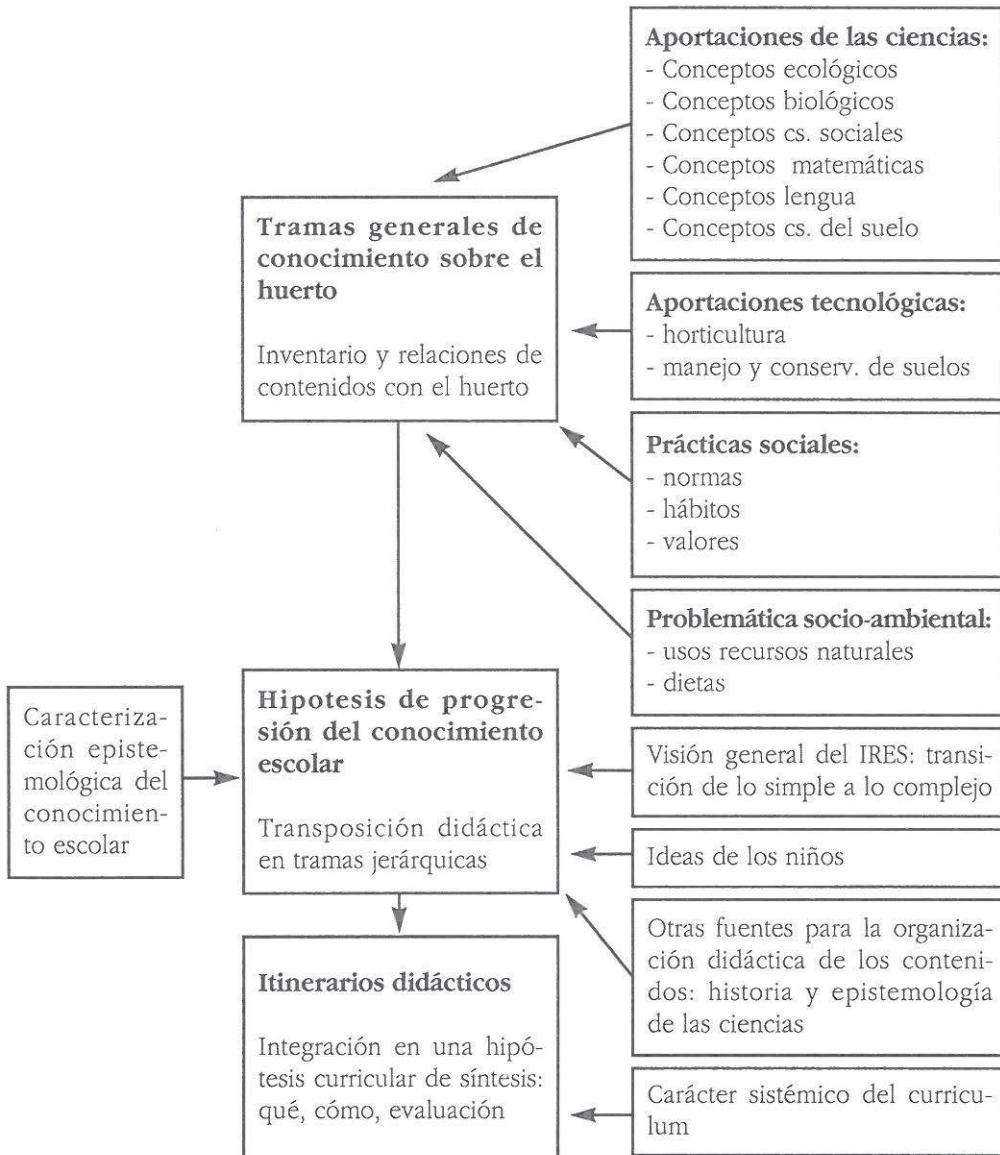 Aportaciones de las ciencias:
- Conceptos ecológicos
- Conceptos biológicos
- Conceptos cs. sociales
- Conceptos matemáticas
- Conceptos lengua
- Conceptos cs. del suelo
Tramas generales de
conocimiento sobre el
huerto
Inventario y relaciones de
contenidos con el huerto
Aportaciones tecnológicas:
- horticultura
- manejo y conserv. de suelos
Prácticas sociales:
- normas
- hábitos
- valores
Problemática socio-ambiental:
- usos recursos naturales
- dietas
Caracteriza-
ción episte-
mológica del
conocimien-
to escolar
Hipotesis de progre-
sión del conocimiento
escolar
Transposición didáctica
en tramas jerárquicas
Visión general del IRES: transi-
ción de lo simple a lo complejo
Ideas de los niños
Otras fuentes para la organiza-
ción didáctica de los conteni-
dos: historia y epistemología
de las ciencias
Itinerarios didácticos
Integración en una hipó-
tesis curricular de síntesis:
qué, cómo, evaluación
Carácter sistémico del curricu-
lum